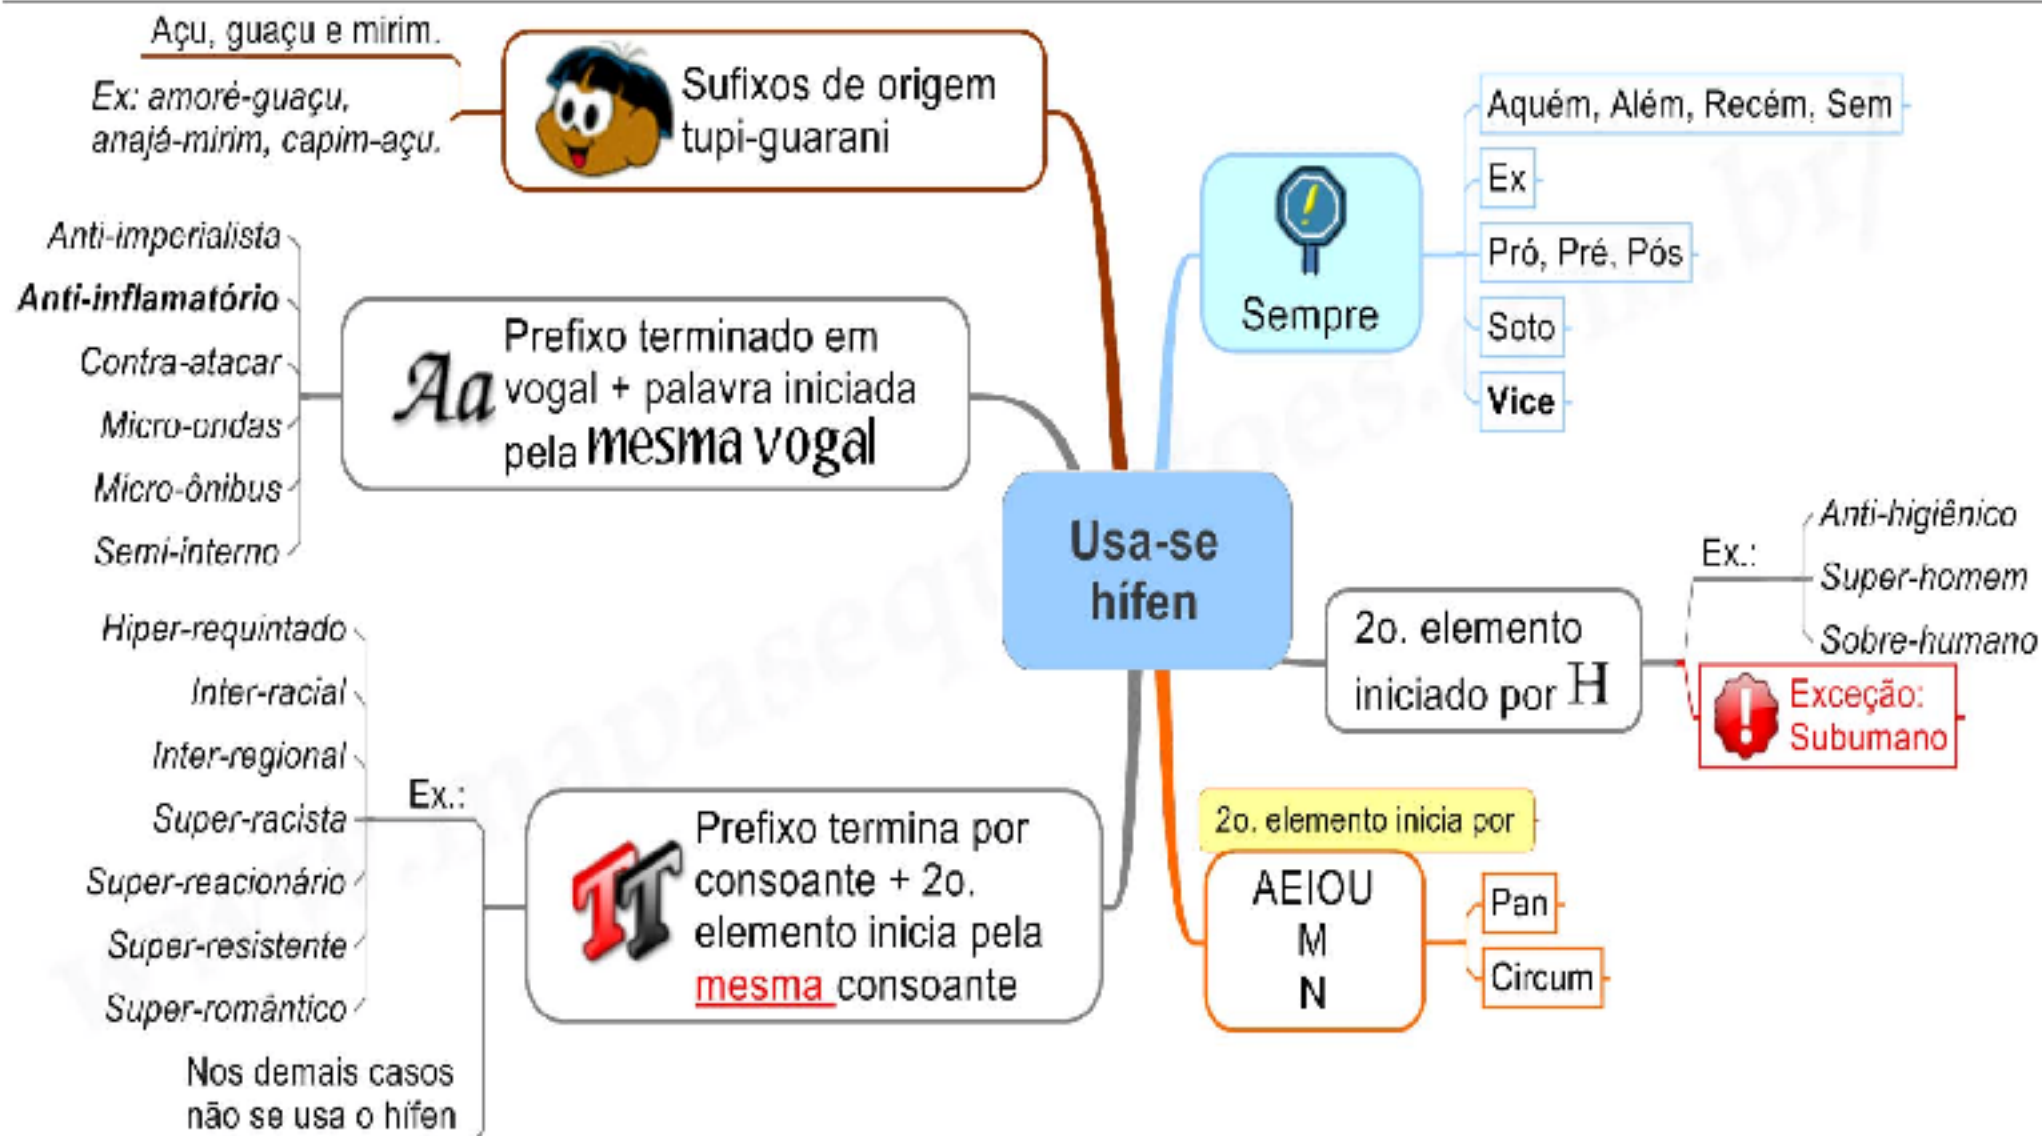 Açu, guaçu e mirim.
Ex: amoré-guaçu,
anajá-mirim, capim-açu.
Sufixos de origem
tupi-guarani
Anti-imperialista
Anti-inflamatório
Contra-atacar
Micro-ondas
Micro-ônibus
Semi-interno
Aa
Prefixo terminado em
vogal + palavra iniciada
pela mesma vogal
Hiper-requintado
Inter-racial
Inter-regional
Super-racista
Super-reacionário
Super-resistente
Super-romântico
Ex.:
Nos demais casos
não se usa o hífen
TT
Prefixo termina por
consoante + 2o.
elemento inicia pela
mesma consoante
Usa-se
hífen
Sempre
Aquém, Além, Recém, Sem
Ex
Pró, Pré, Pós
Soto
Vice
2o. elemento
iniciado por H
Ex.:
Anti-higiênico
Super-homem
Sobre-humano
Exceção:
Subumano
2o. elemento inicia por
AEIOU
M
N
Pan
Circum